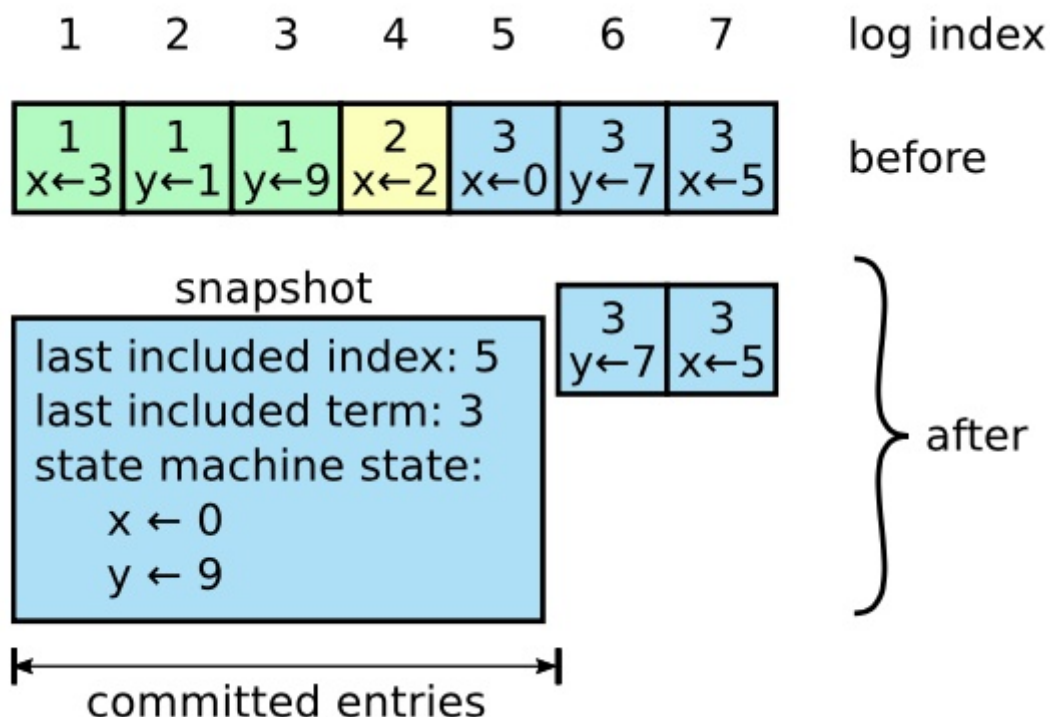 1 2 3 4 5 6 7 log index
1 1 1 2 3 3 3
x←3 y←1 y←9 x←2 x←0 y←7 x←5
before
snapshot
last included index: 5
last included term: 3
state machine state:
x ← 0
y ← 9
3 3
y←7 x←5
after
committed entries